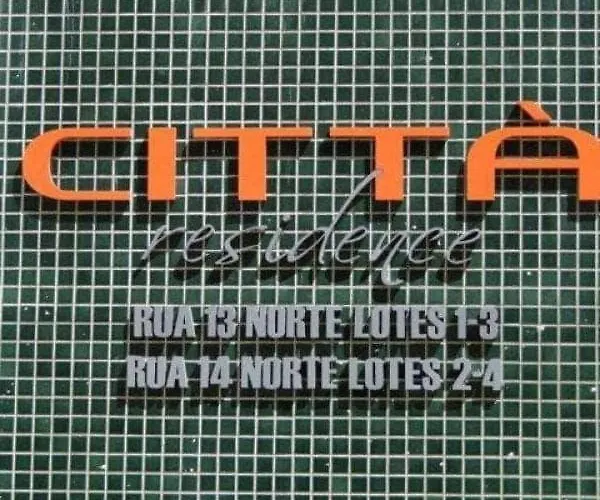 CITTÀ
residence
RUA 13 NORTE LOTES 1-3
RUA 14 NORTE LOTES 2-4